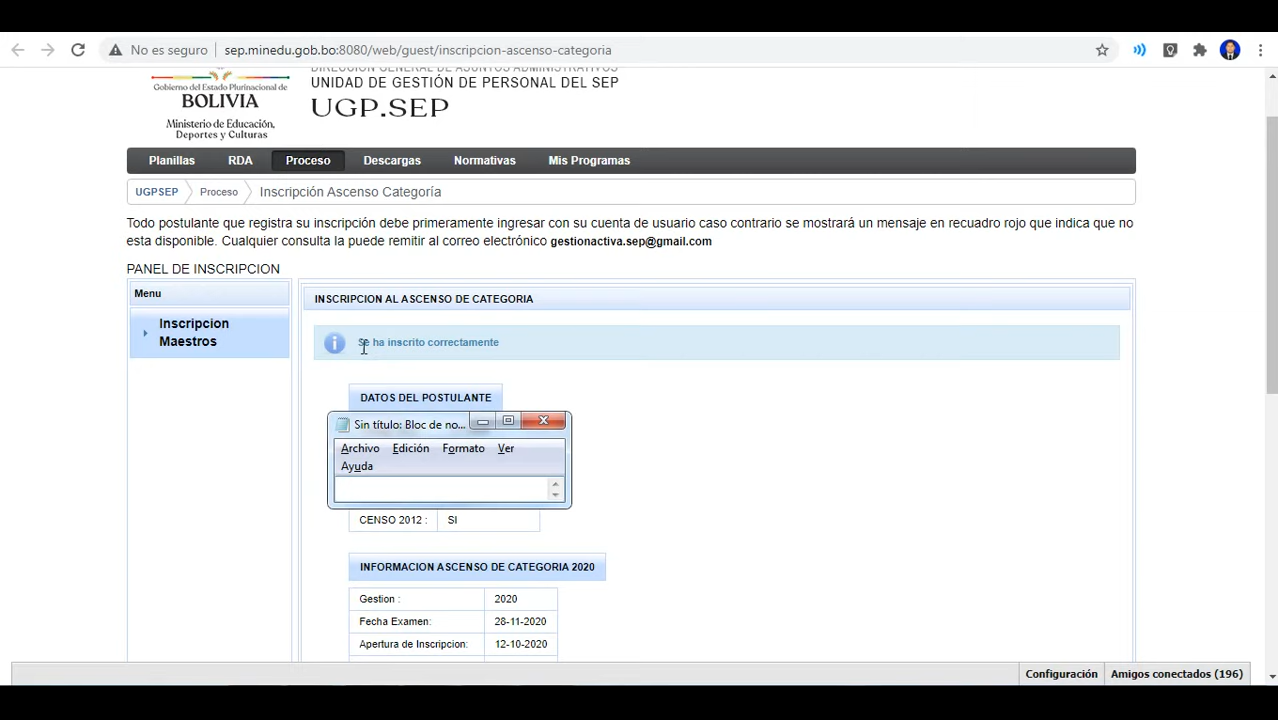 No es seguro
sep.minedu.gob.bo:8080/web/guest/inscripcion-ascenso-categoria
Gobierno del Estado Plurinacional de
BOLIVIA
Ministerio de Educación,
Deportes y Culturas
DIRECCIÓN GENERAL DE ASUNTOS ADMINISTRATIVOS
UNIDAD DE GESTIÓN DE PERSONAL DEL SEP
UGP.SEP
Planillas RDA Proceso Descargas Normativas Mis Programas
UGPSEP Proceso Inscripción Ascenso Categoría
Todo postulante que registra su inscripción debe primeramente ingresar con su cuenta de usuario caso contrario se mostrará un mensaje en recuadro rojo que indica que no
esta disponible. Cualquier consulta la puede remitir al correo electrónico gestionactiva.sep@gmail.com
PANEL DE INSCRIPCION
Menu
Inscripcion
Maestros
INSCRIPCION AL ASCENSO DE CATEGORIA
Se ha inscrito correctamente
DATOS DEL POSTULANTE
Sin título: Bloc de no...
Archivo Edición Formato Ver
Ayuda
CENSO 2012 : SI
INFORMACION ASCENSO DE CATEGORIA 2020
Gestion : 2020
Fecha Examen: 28-11-2020
Apertura de Inscripcion: 12-10-2020
Configuración Amigos conectados (196)